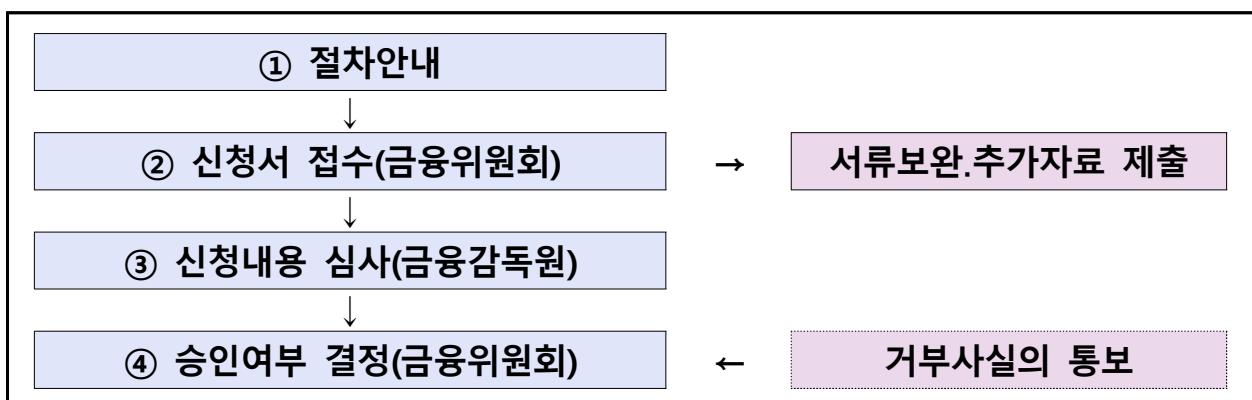 ① 절차안내
↓
② 신청서 접수(금융위원회) → 서류보완.추가자료 제출
↓
③ 신청내용 심사(금융감독원)
↓
④ 승인여부 결정(금융위원회) ← 거부사실의 통보